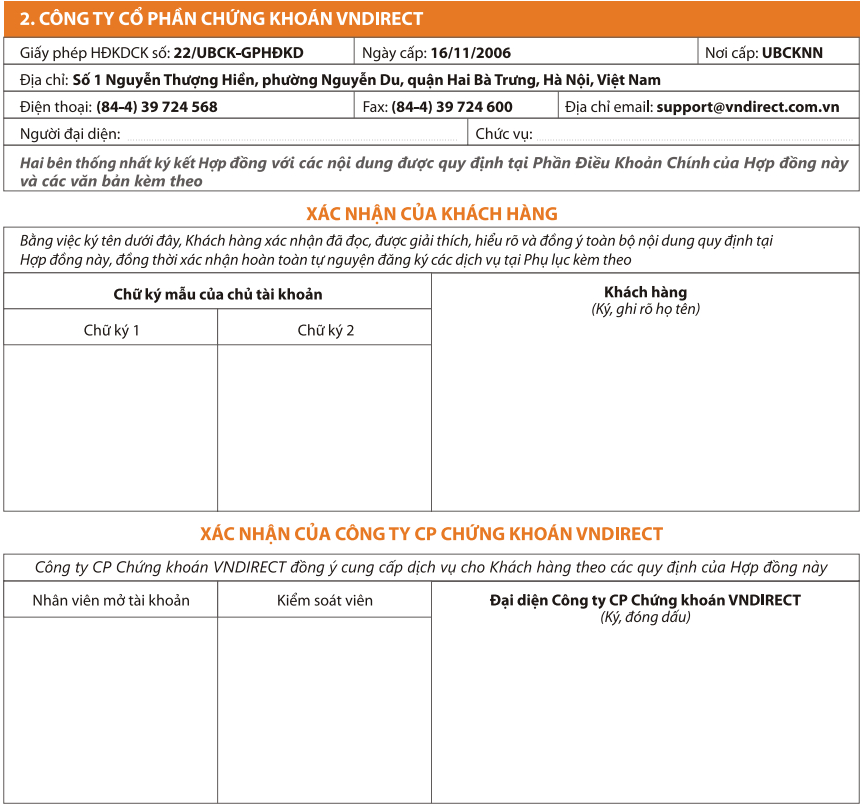 2. CÔNG TY CỔ PHẦN CHỨNG KHOÁN VNDIRECT
Giấy phép HĐKDCK số: 22/UBCK-GPHĐKD Ngày cấp: 16/11/2006 Nơi cấp: UBCKNN
Địa chỉ: Số 1 Nguyễn Thượng Hiền, phường Nguyễn Du, quận Hai Bà Trưng, Hà Nội, Việt Nam
Điện thoại: (84-4) 39 724 568 Fax: (84-4) 39 724 600 Địa chỉ email: support@vndirect.com.vn
Người đại diện: Chức vụ:
Hai bên thống nhất ký kết Hợp đồng với các nội dung được quy định tại Phần Điều Khoản Chính của Hợp đồng này
và các văn bản kèm theo
XÁC NHẬN CỦA KHÁCH HÀNG
Bằng việc ký tên dưới đây, Khách hàng xác nhận đã đọc, được giải thích, hiểu rõ và đồng ý toàn bộ nội dung quy định tại
Hợp đồng này, đồng thời xác nhận hoàn toàn tự nguyện đăng ký các dịch vụ tại Phụ lục kèm theo
Chữ ký mẫu của chủ tài khoản Khách hàng
(Ký, ghi rõ họ tên)
Chữ ký 1 Chữ ký 2
XÁC NHẬN CỦA CÔNG TY CP CHỨNG KHOÁN VNDIRECT
Công ty CP Chứng khoán VNDIRECT đồng ý cung cấp dịch vụ cho Khách hàng theo các quy định của Hợp đồng này
Nhân viên mở tài khoản Kiểm soát viên Đại diện Công ty CP Chứng khoán VNDIRECT
(Ký, đóng dấu)